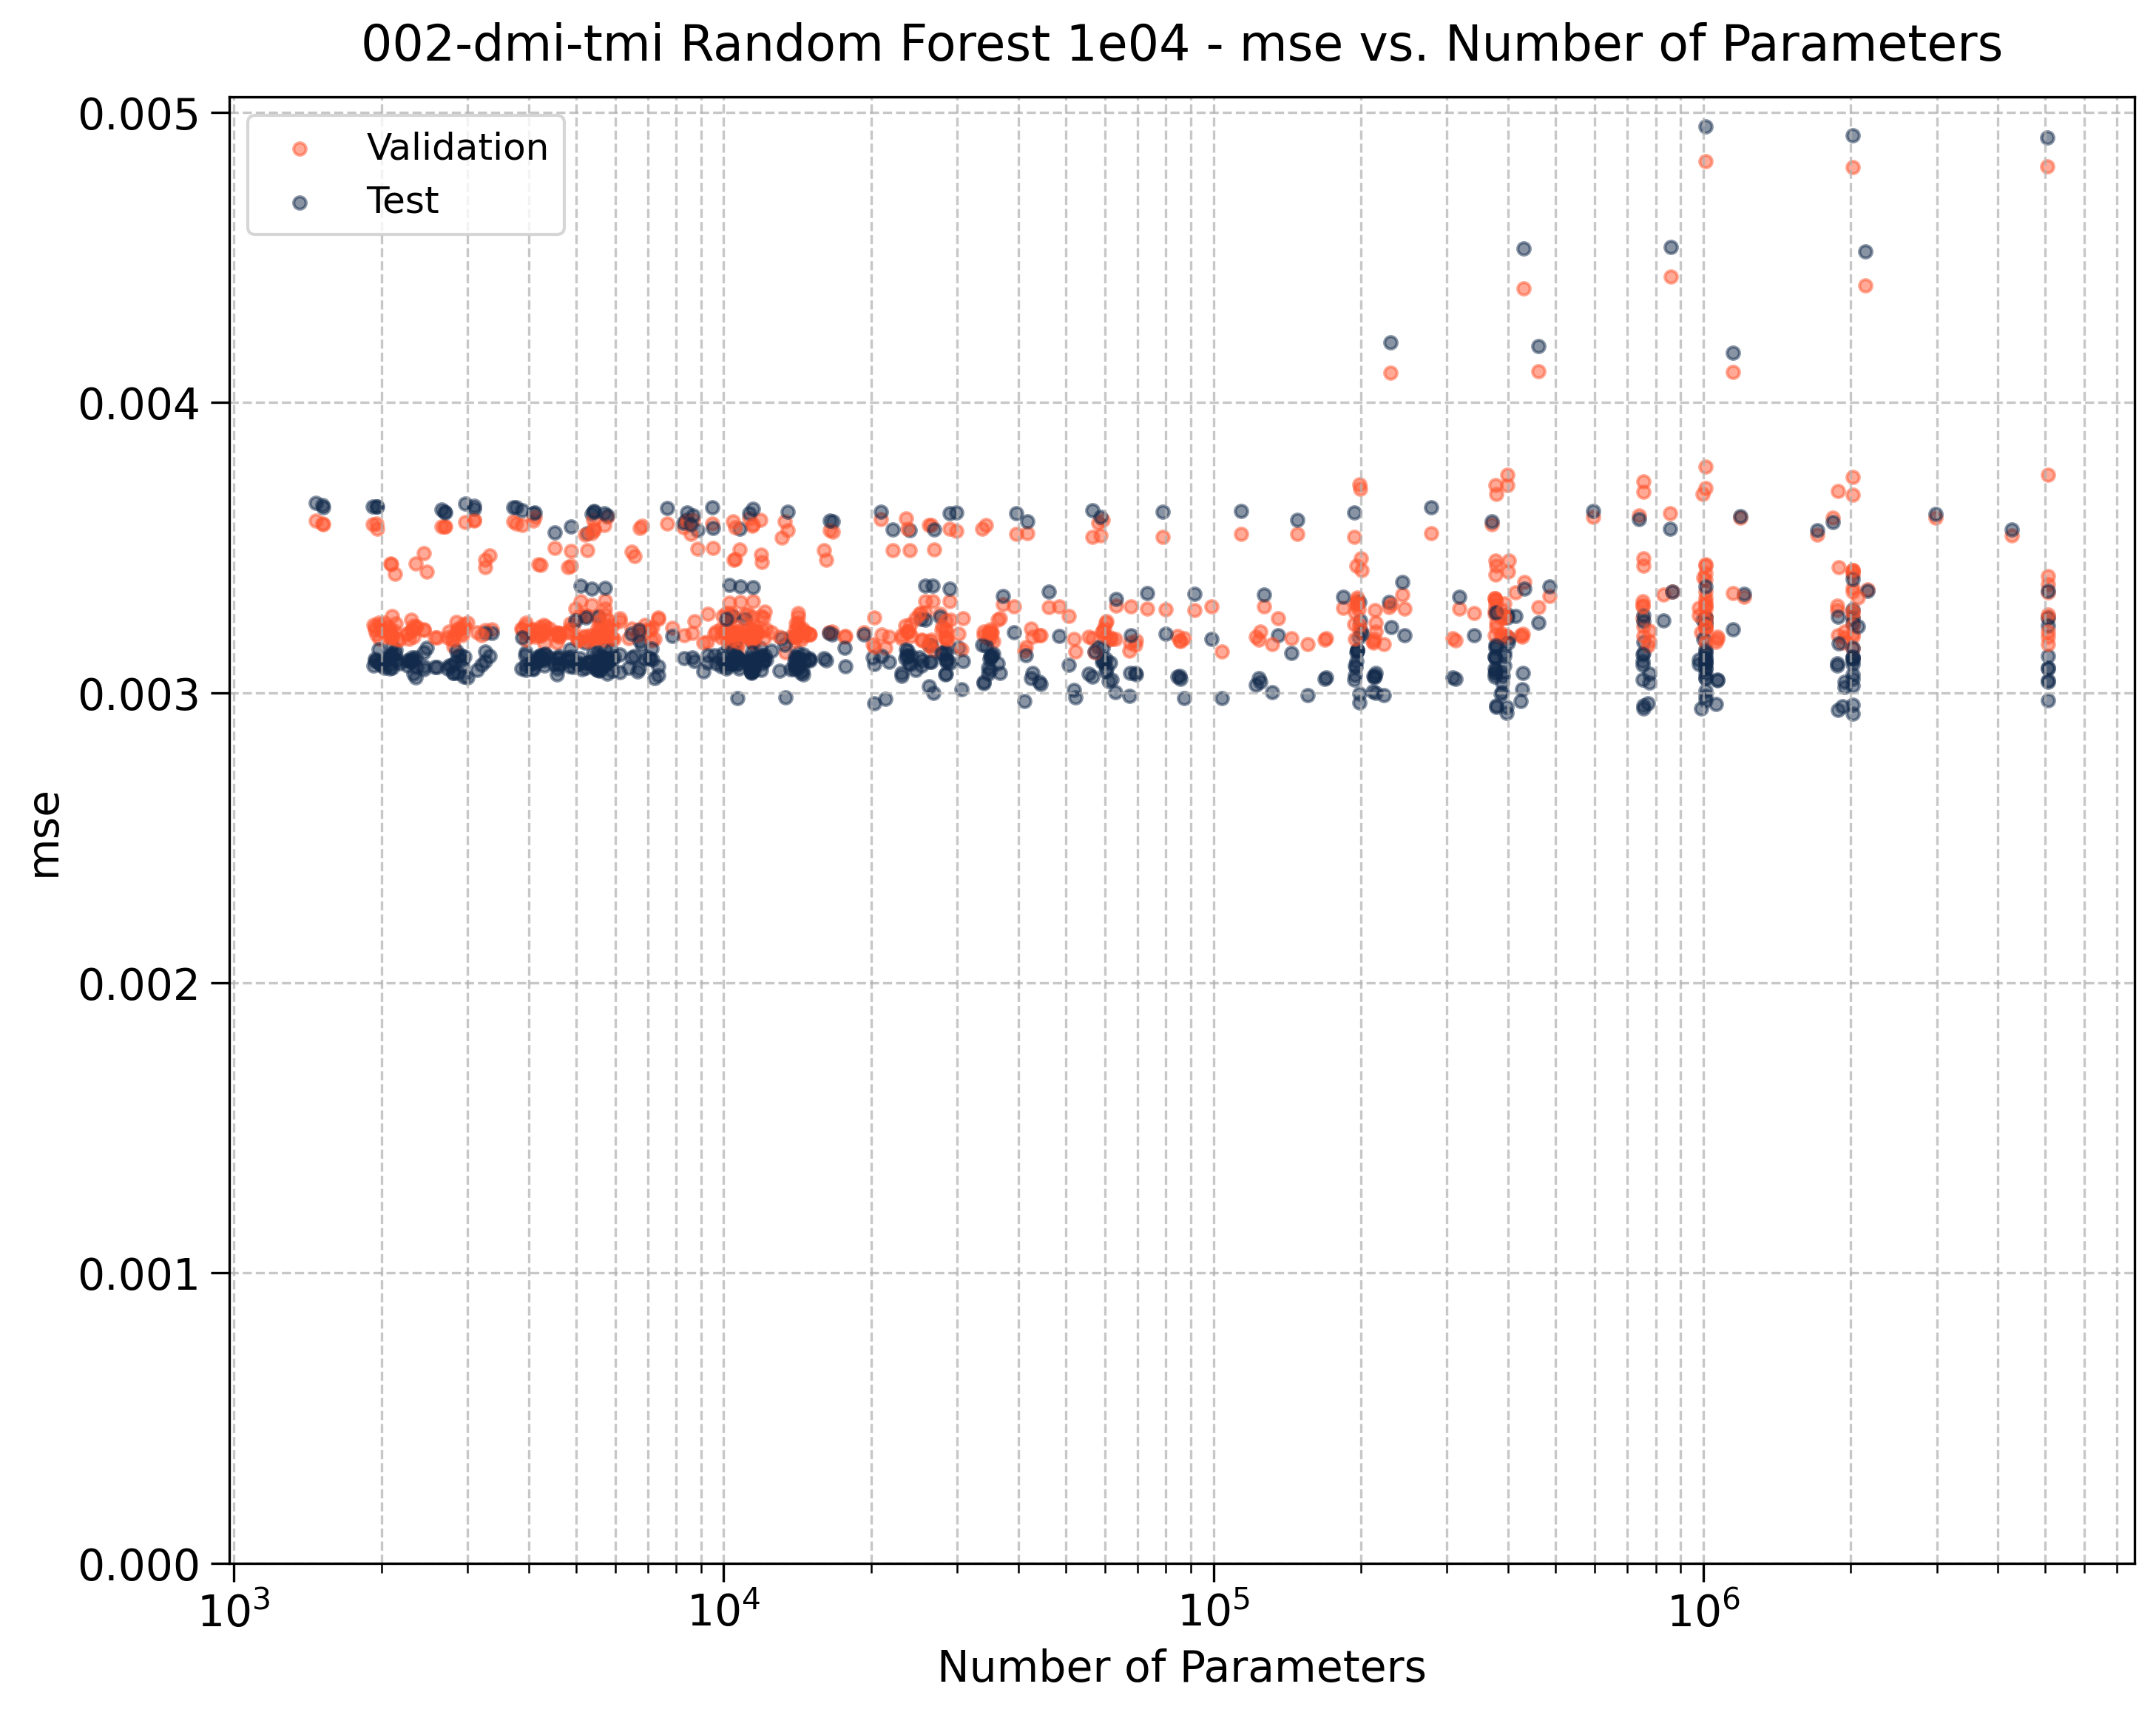 002-dmi-tmi Random Forest 1e04 - mse vs. Number of Parameters
Validation
Test
0.005
0.004
0.003
0.002
0.001
0.000
mse
10³
10⁴
10⁵
10⁶
Number of Parameters